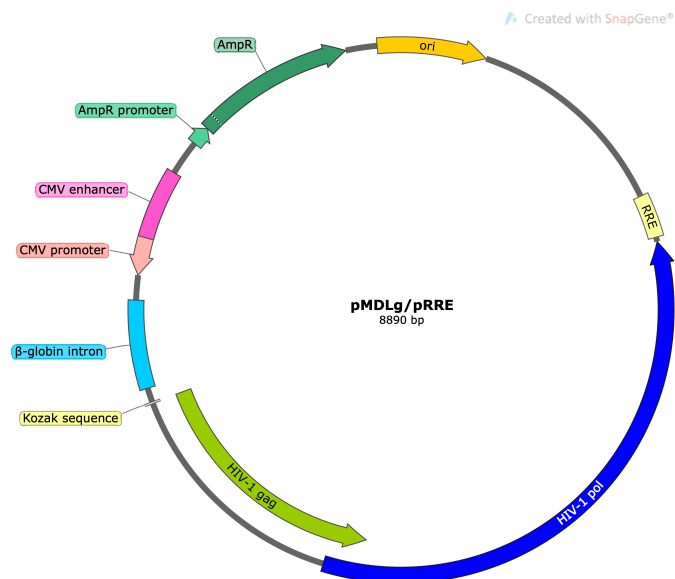 Created with SnapGene®
AmpR
ori
AmpR promoter
CMV enhancer
RRE
CMV promoter
pMDLg/pRRE
8890 bp
β-globin intron
Kozak sequence
HIV-1 gag
HIV-1 pol